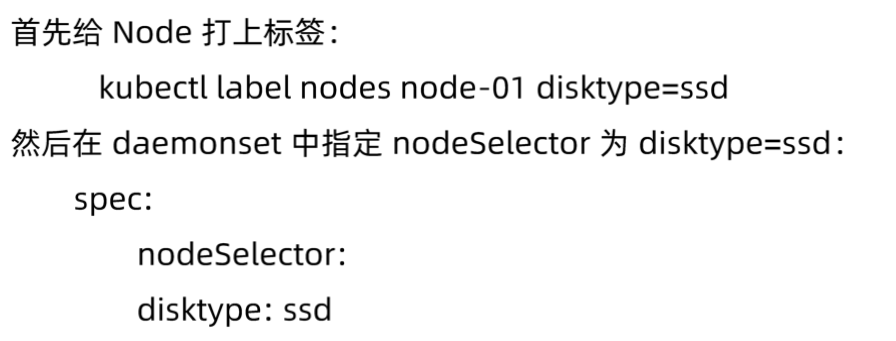 首先给 Node 打上标签：
kubectl label nodes node-01 disktype=ssd
然后在 daemonset 中指定 nodeSelector 为 disktype=ssd：
spec:
nodeSelector:
disktype: ssd